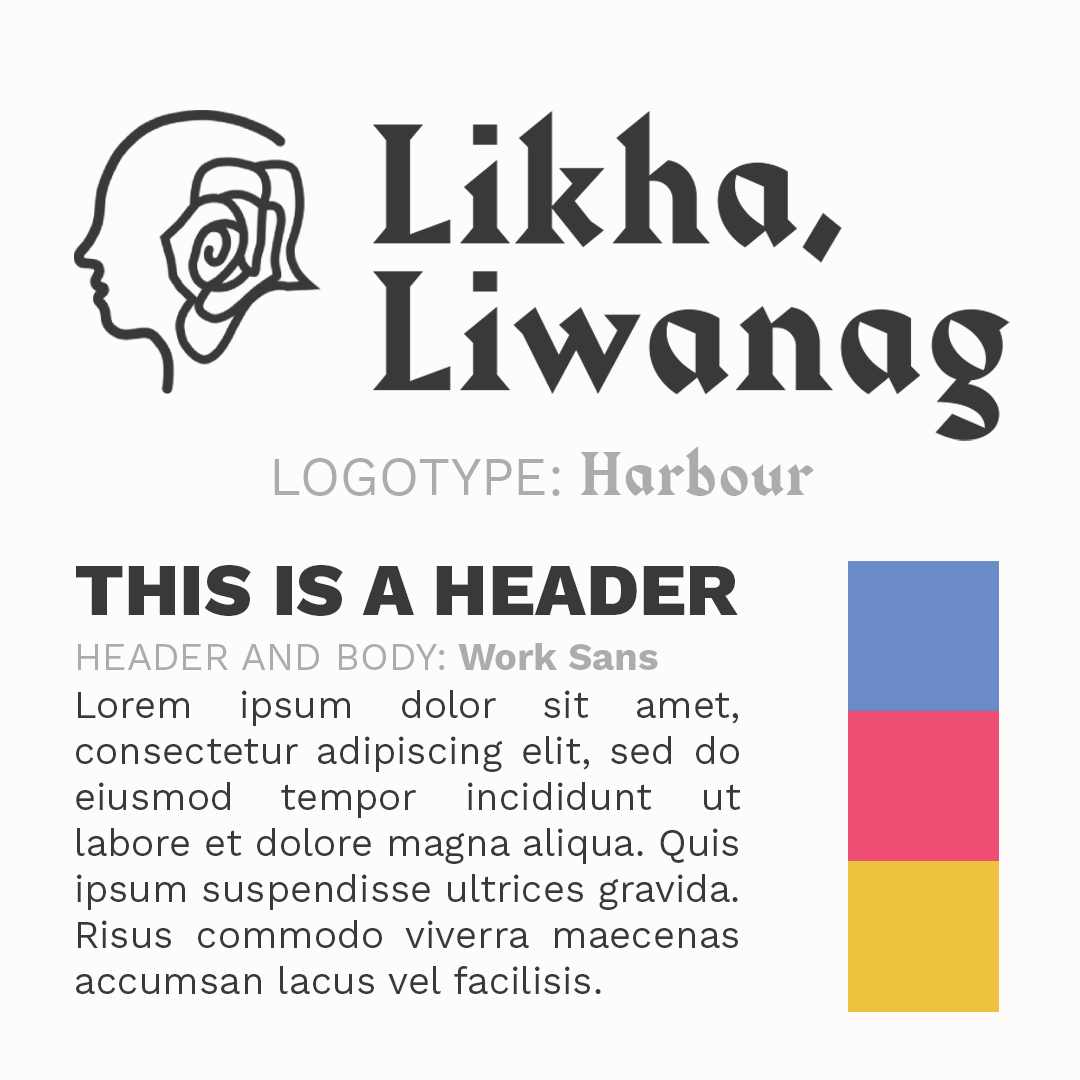 Likha,
Liwanag
LOGOTYPE: Harbour
THIS IS A HEADER
HEADER AND BODY: Work Sans
Lorem ipsum dolor sit amet,
consectetur adipiscing elit, sed do
eiusmod tempor incididunt ut
labore et dolore magna aliqua. Quis
ipsum suspendisse ultrices gravida.
Risus commodo viverra maecenas
accumsan lacus vel facilisis.